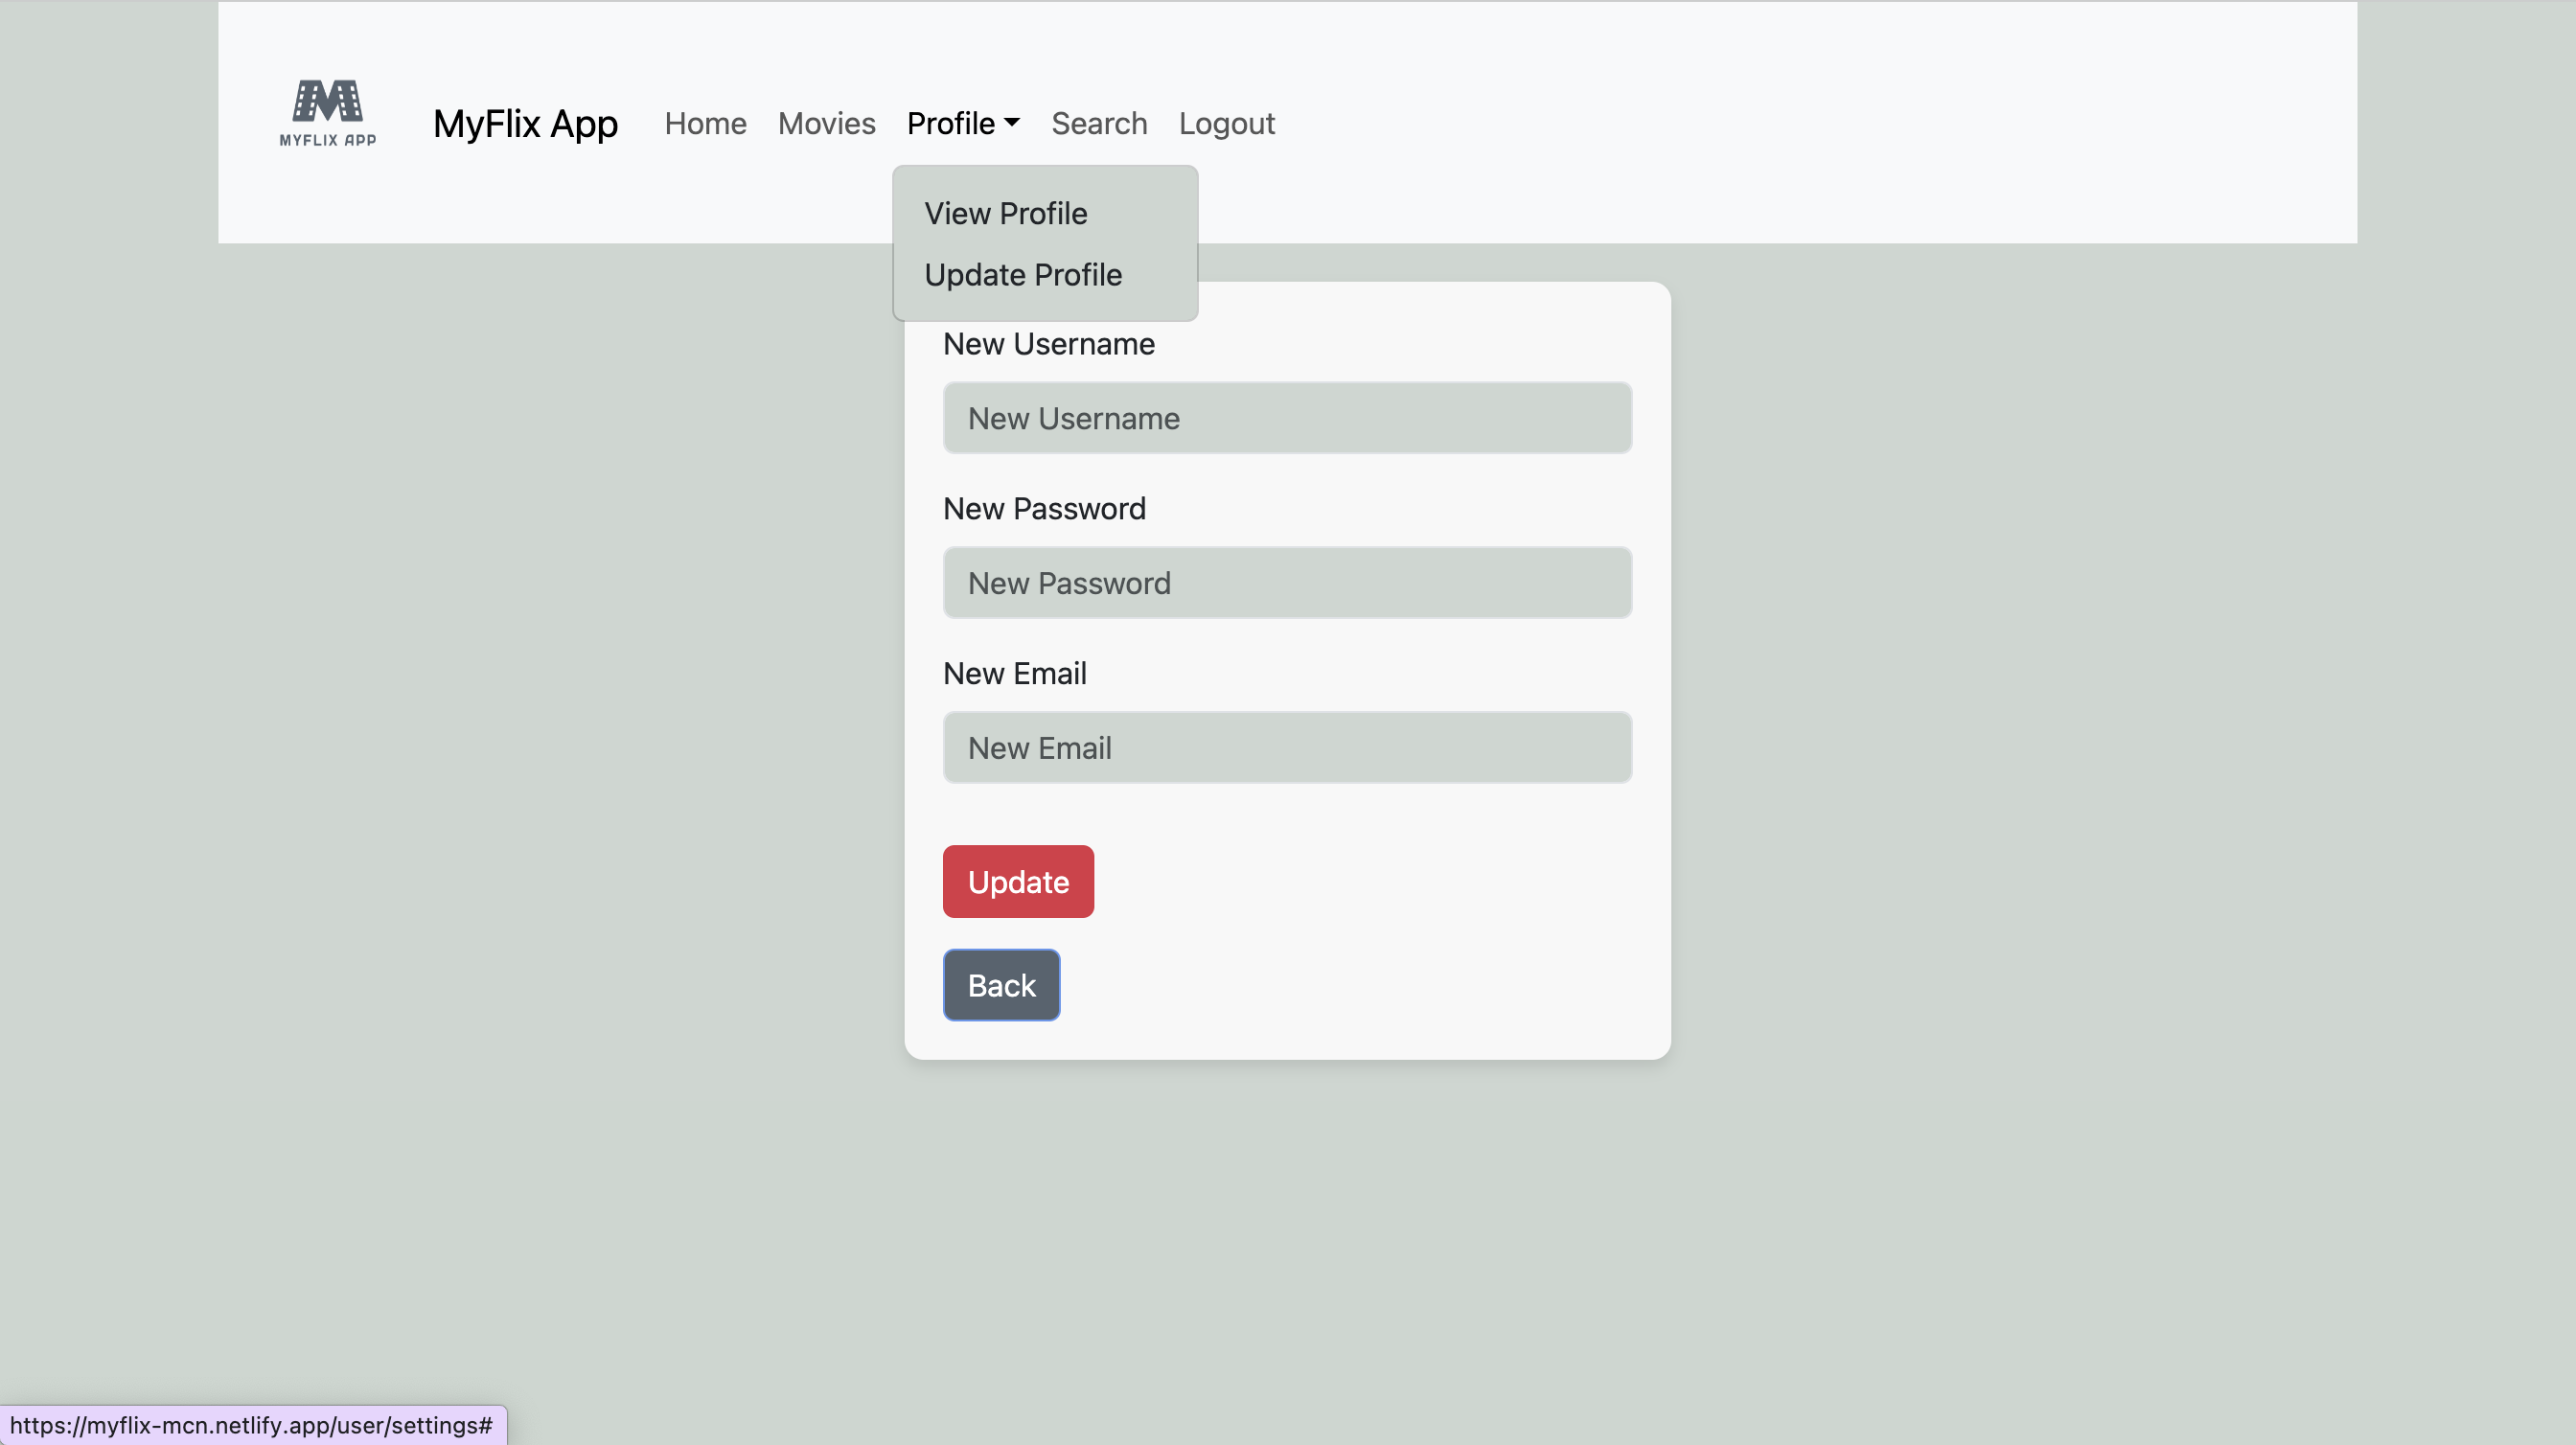 MYFLIX APP
MyFlix App Home Movies Profile Search Logout
View Profile
Update Profile
New Username
New Username
New Password
New Password
New Email
New Email
Update
Back
https://myflix-mcn.netlify.app/user/settings#